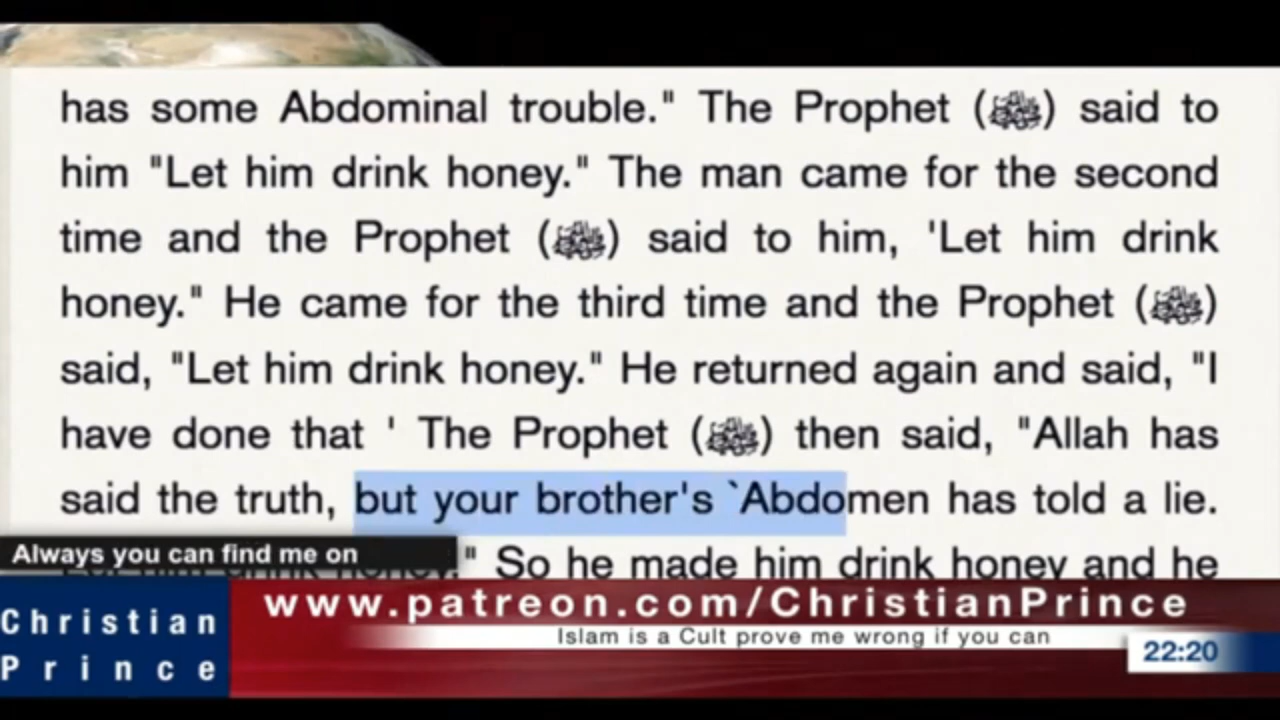 has some Abdominal trouble." The Prophet (ﷺ) said to
him "Let him drink honey." The man came for the second
time and the Prophet (ﷺ) said to him, 'Let him drink
honey." He came for the third time and the Prophet (ﷺ)
said, "Let him drink honey." He returned again and said, "I
have done that ' The Prophet (ﷺ) then said, "Allah has
said the truth, but your brother's `Abdomen has told a lie.
" So he made him drink honey and he
Always you can find me on
www.patreon.com/ChristianPrince
Islam is a Cult prove me wrong if you can
Christian
Prince
22:20